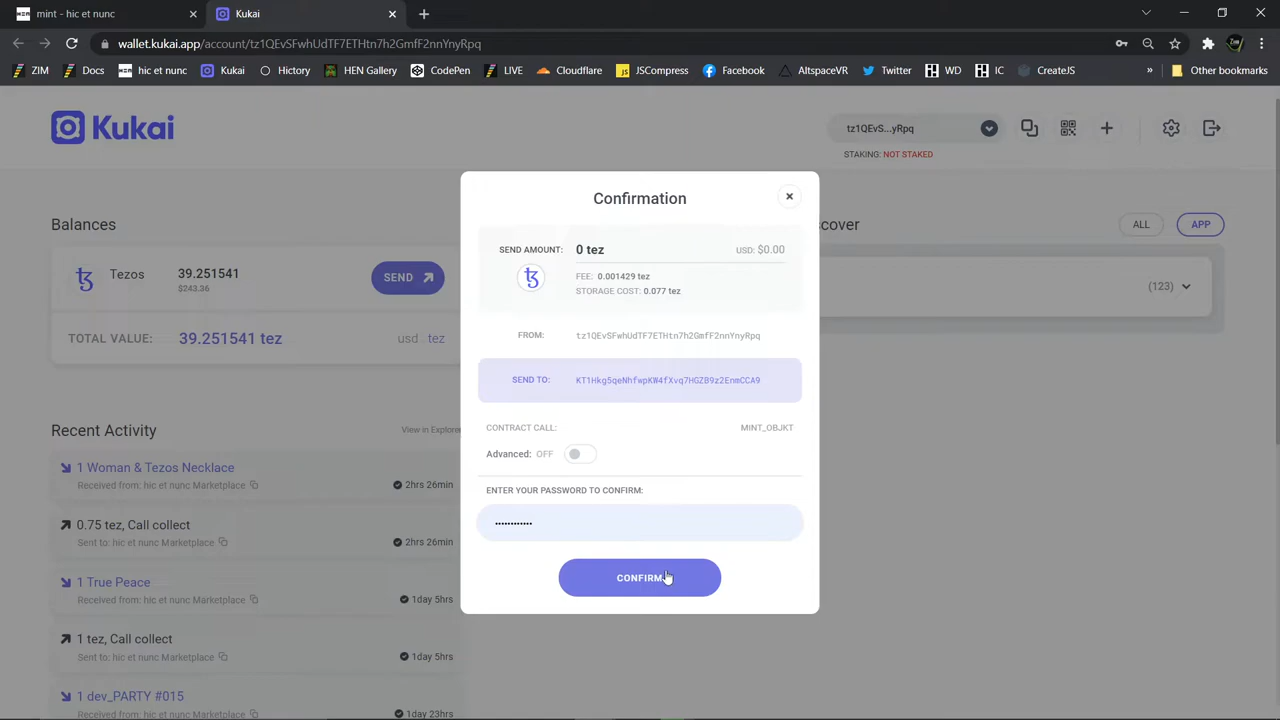 mint - hic et nunc
Kukai
wallet.kukai.app/account/tz1QEvSFwhUdTF7ETHtn7h2GmfF2nnYnyRpq
ZIM
Docs
hic et nunc
Kukai
Hictory
HEN Gallery
CodePen
LIVE
Cloudflare
JS JSCompress
Facebook
AltspaceVR
Twitter
WD
IC
CreateJS
»
Other bookmarks
Kukai
tz1QEvS...yRpq
STAKING: NOT STAKED
Balances
Tezos
39.251541
$243.36
SEND
TOTAL VALUE: 39.251541 tez
usd tez
scover
ALL
APP
(123)
Recent Activity
View in Explorer
1 Woman & Tezos Necklace
Received from: hic et nunc Marketplace
2hrs 26min
0.75 tez, Call collect
Sent to: hic et nunc Marketplace
2hrs 26min
1 True Peace
Received from: hic et nunc Marketplace
1day 5hrs
1 tez, Call collect
Sent to: hic et nunc Marketplace
1day 5hrs
1 dev_PARTY #015
Received from: hic et nunc Marketplace
1day 23hrs
Confirmation
SEND AMOUNT: 0 tez
USD: $0.00
FEE: 0.001429 tez
STORAGE COST: 0.077 tez
FROM: tz1QEvSFwhUdTF7ETHtn7h2GmfF2nnYnyRpq
SEND TO: KT1Hkg5qeNhfwpKW4fXvq7HGZB9z2EnmCCA9
CONTRACT CALL: MINT_OBJKT
Advanced: OFF
ENTER YOUR PASSWORD TO CONFIRM:
••••••••••••
CONFIRM